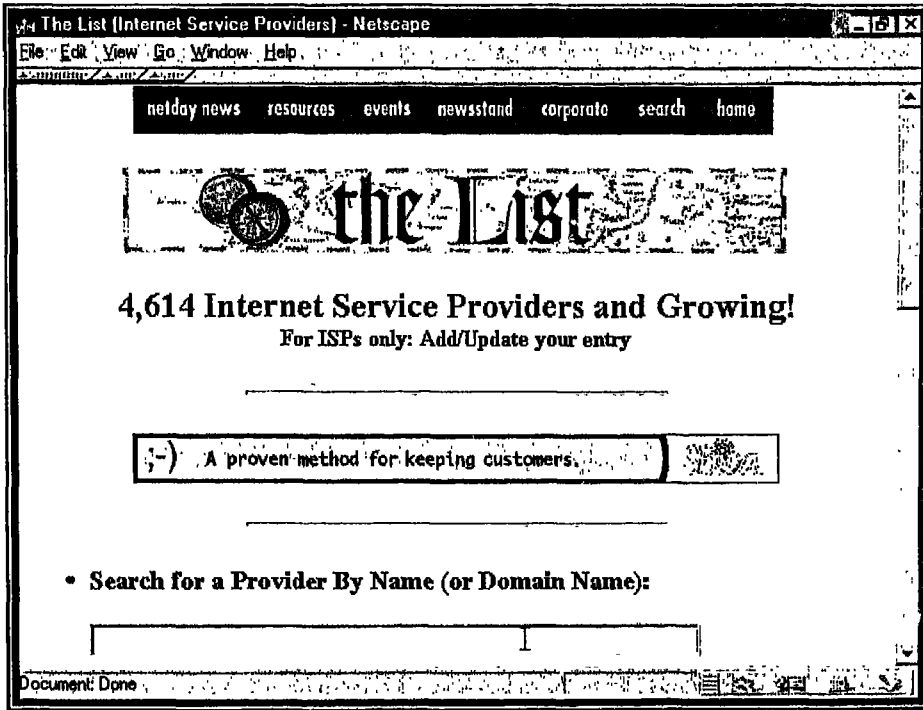 The List (Internet Service Providers) - Netscape
File Edit View Go Window Help
netday news resources events newsstand corporate search home
the List
4,614 Internet Service Providers and Growing!
For ISPs only: Add/Update your entry
;-) A proven method for keeping customers.
• Search for a Provider By Name (or Domain Name):
Document: Done